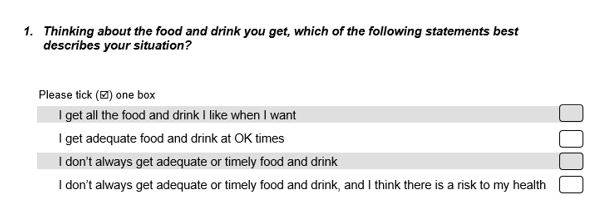 1. Thinking about the food and drink you get, which of the following statements best
describes your situation?
Please tick (☑) one box
I get all the food and drink I like when I want
I get adequate food and drink at OK times
I don't always get adequate or timely food and drink
I don't always get adequate or timely food and drink, and I think there is a risk to my health